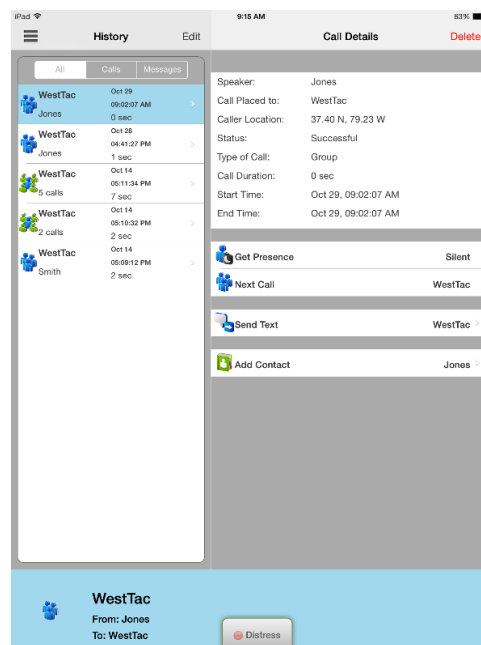 iPad 9:15 AM 63%
History Edit Call Details Delete
All Calls Messages
WestTac
Jones
Oct 29
09:02:07 AM
0 sec
WestTac
Jones
Oct 28
04:41:27 PM
1 sec
WestTac
5 calls
Oct 14
05:11:34 PM
7 sec
WestTac
2 calls
Oct 14
05:10:32 PM
2 sec
WestTac
Smith
Oct 14
05:09:12 PM
2 sec
Speaker: Jones
Call Placed to: WestTac
Caller Location: 37.40 N, 79.23 W
Status: Successful
Type of Call: Group
Call Duration: 0 sec
Start Time: Oct 29, 09:02:07 AM
End Time: Oct 29, 09:02:07 AM
Get Presence Silent
Next Call WestTac
Send Text WestTac
Add Contact Jones
WestTac
From: Jones
To: WestTac
Distress